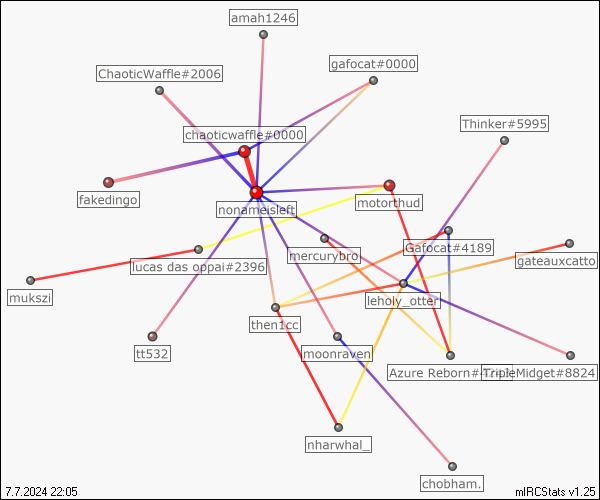 amah1246
gafocat#0000
ChaoticWaffle#2006
Thinker#5995
chaoticwaffle#0000
fakedingo
motorthud
nonameisleft
Gafocat#4189
mercurybro
gateauxcatto
lucas das oppai#2396
mukszi
leholy_otter
then1cc
tt532
moonraven
Azure Reborn
TripleMidget#8824
nharwhal_
chobham.
7.7.2024 22:05
mIRCStats v1.25